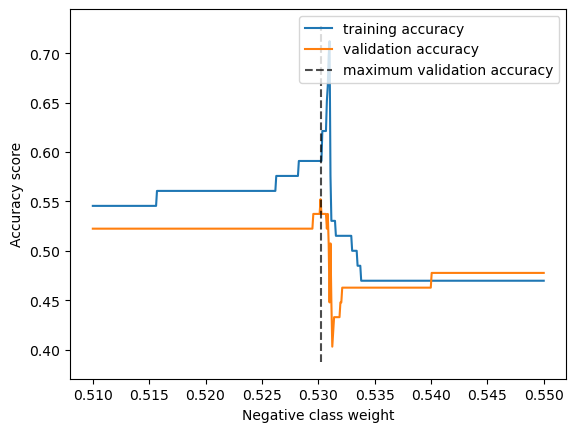 training accuracy
validation accuracy
maximum validation accuracy
Accuracy score
0.70
0.65
0.60
0.55
0.50
0.45
0.40
0.510 0.515 0.520 0.525 0.530 0.535 0.540 0.545 0.550
Negative class weight